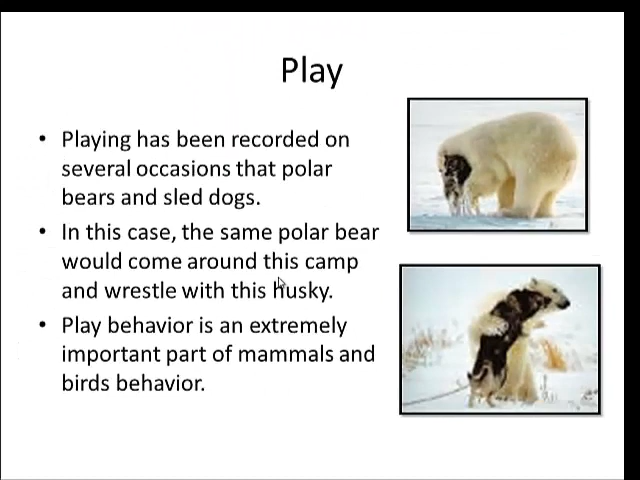 Play
• Playing has been recorded on
several occasions that polar
bears and sled dogs.
• In this case, the same polar bear
would come around this camp
and wrestle with this husky.
• Play behavior is an extremely
important part of mammals and
birds behavior.